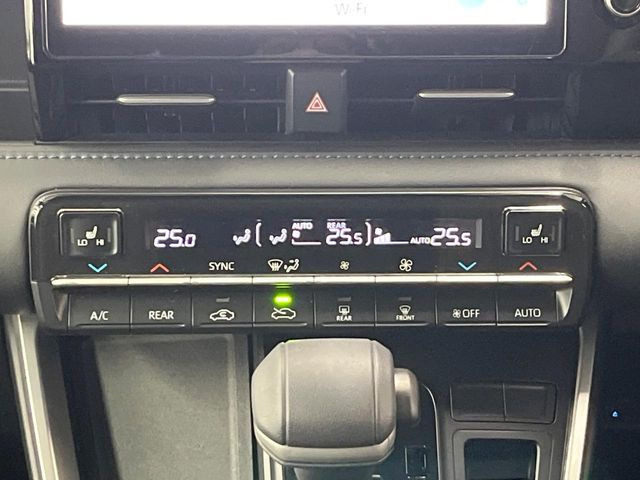 Wi-Fi
LO HI
25.0
AUTO
REAR
25.5
AUTO 25.5
LO HI
SYNC
A/C
REAR
REAR
FRONT
OFF
AUTO